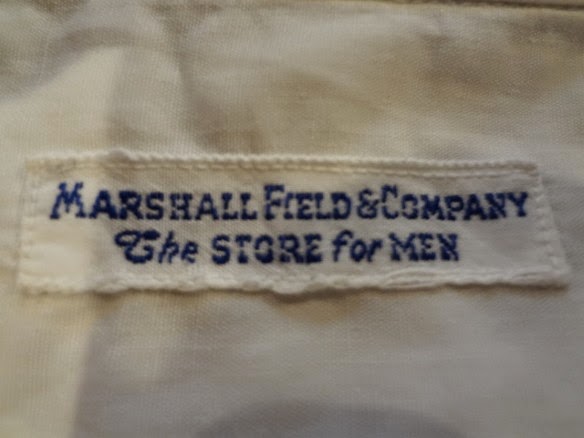 MARSHALL FIELD & COMPANY
The STORE for MEN